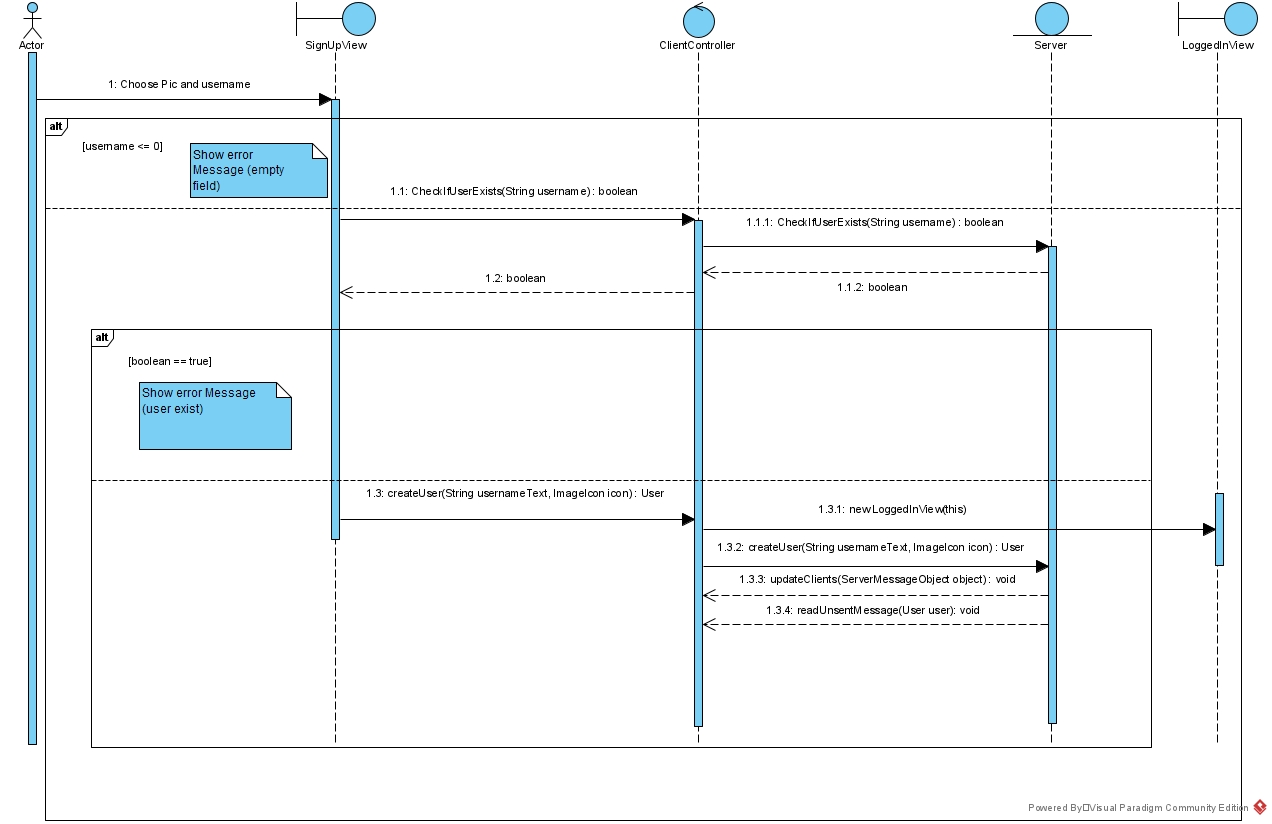 Actor
SignUpView
ClientController
Server
LoggedInView
1: Choose Pic and username
alt
[username <= 0]
Show error
Message (empty
field)
1.1: CheckIfUserExists(String username) : boolean
1.1.1: CheckIfUserExists(String username) : boolean
1.2: boolean
1.1.2: boolean
alt
[boolean == true]
Show error Message
(user exist)
1.3: createUser(String usernameText, ImageIcon icon) : User
1.3.1: new LoggedInView(this)
1.3.2: createUser(String usernameText, ImageIcon icon) : User
1.3.3: updateClients(ServerMessageObject object) : void
1.3.4: readUnsentMessage(User user): void
Powered By Visual Paradigm Community Edition